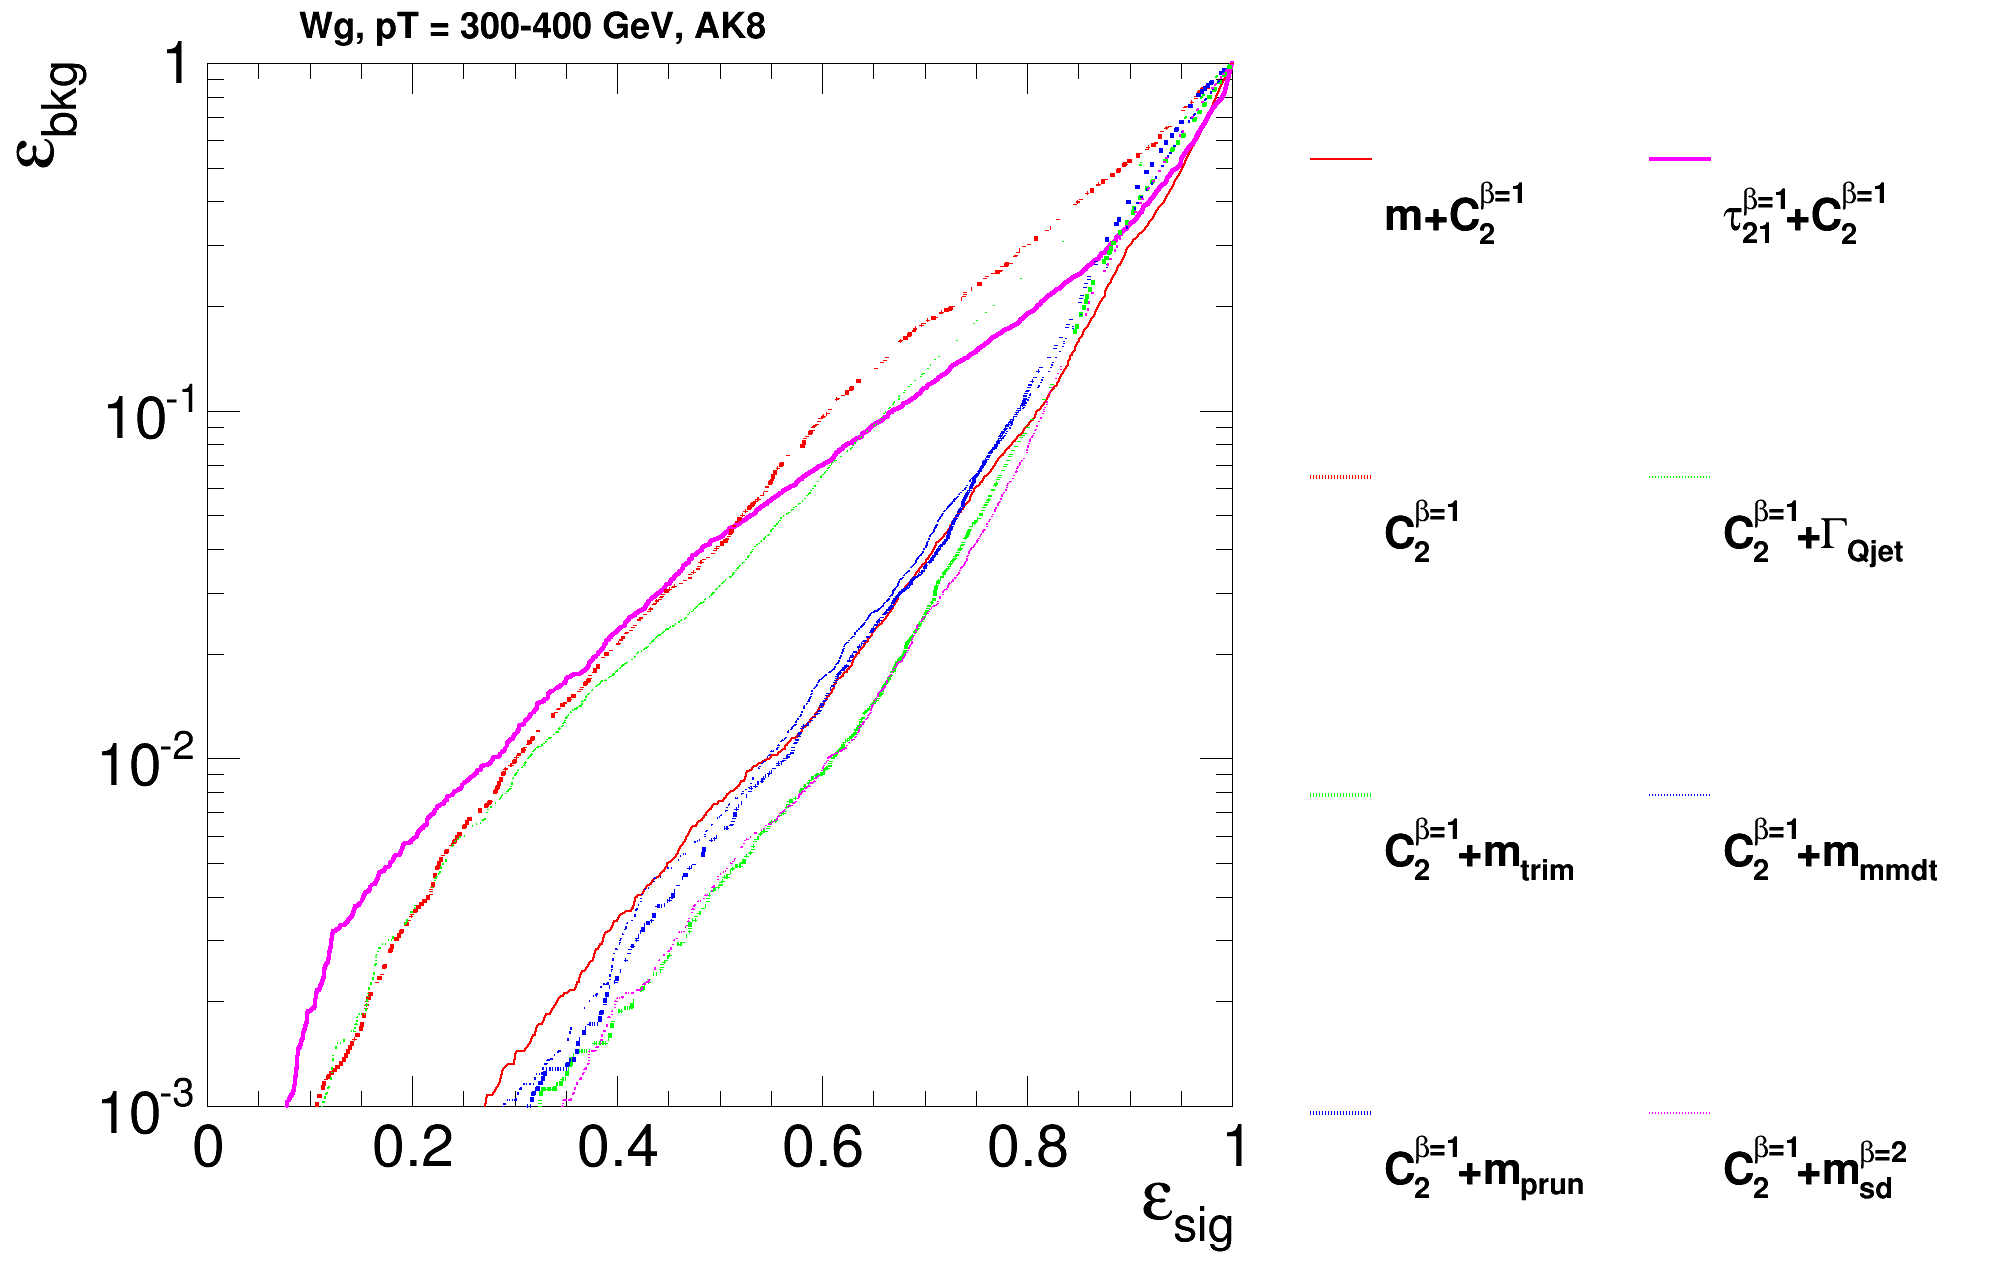 Wg, pT = 300-400 GeV, AK8
ε_bkg
1
10^-1
10^-2
10^-3
0 0.2 0.4 0.6 0.8 1
ε_sig
m+C_2^β=1
τ_21^β=1+C_2^β=1
C_2^β=1
C_2^β=1+Γ_Qjet
C_2^β=1+m_trim
C_2^β=1+m_mmdt
C_2^β=1+m_prun
C_2^β=1+m_sd^β=2